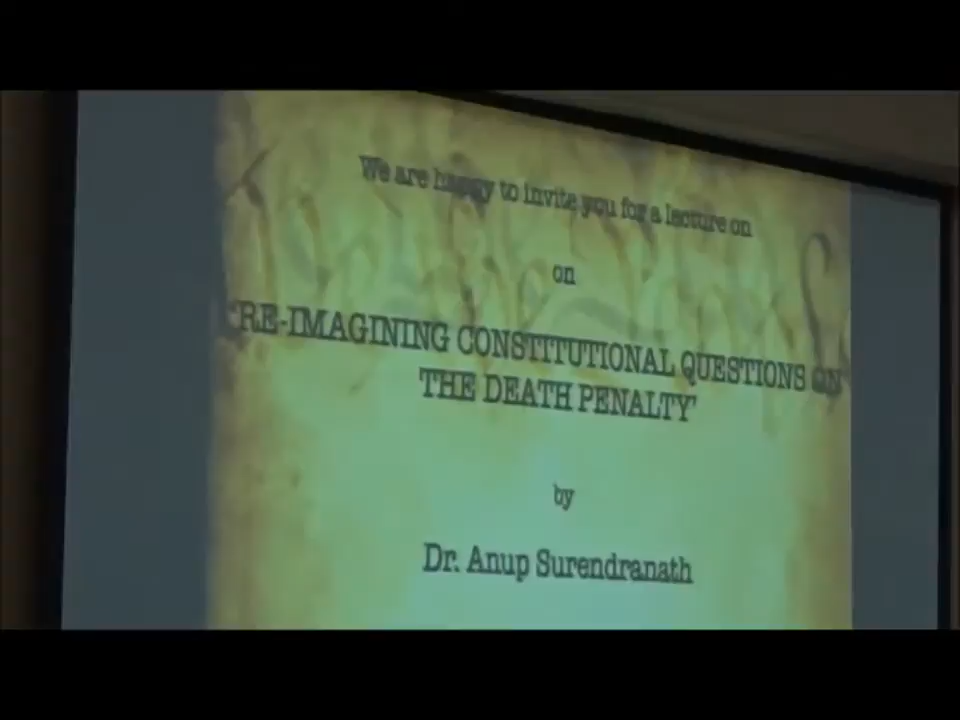 We are happy to invite you for a lecture on
on
'RE-IMAGINING CONSTITUTIONAL QUESTIONS ON
THE DEATH PENALTY'
by
Dr. Anup Surendranath